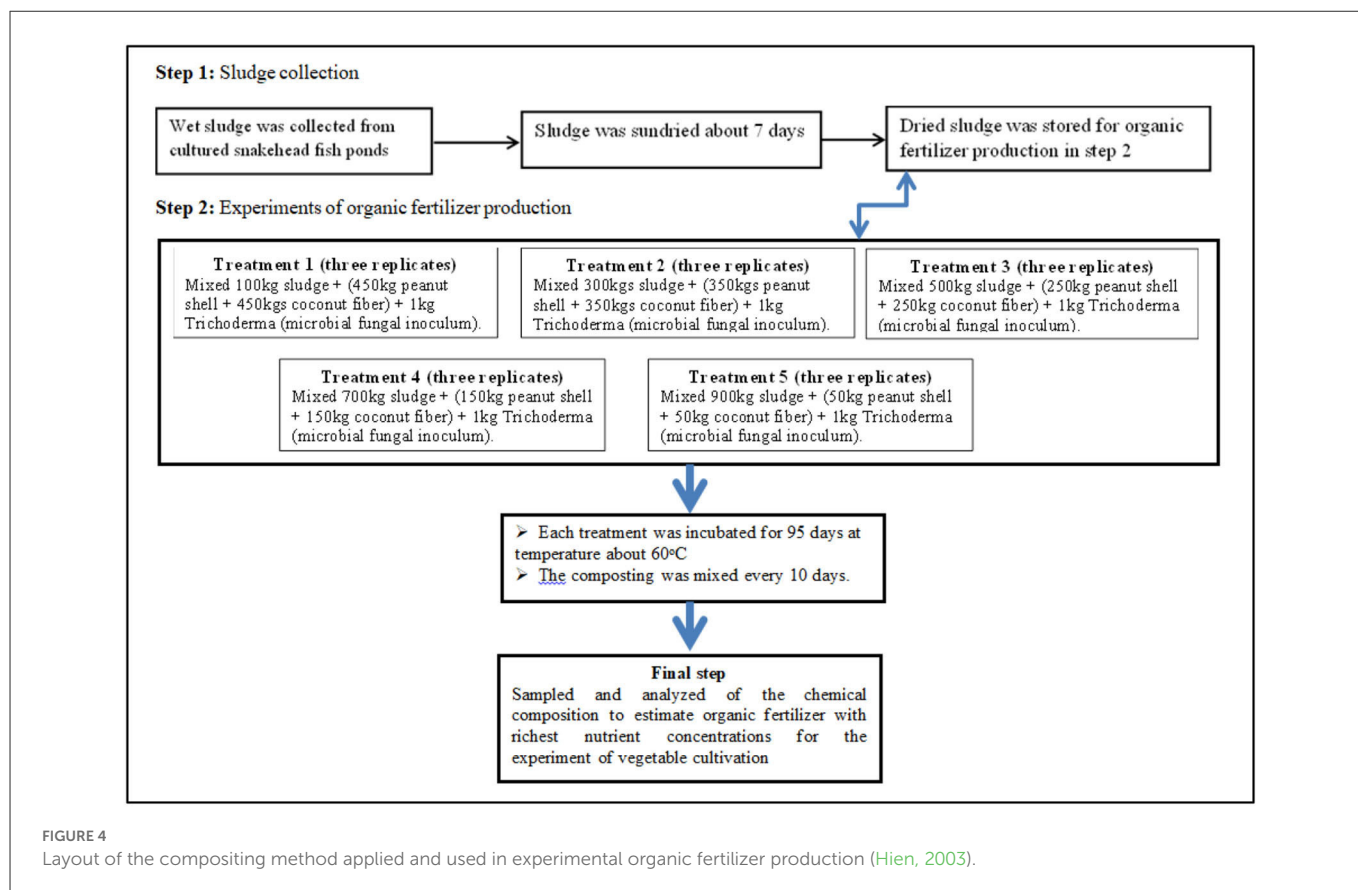 Step 1: Sludge collection
Wet sludge was collected from
cultured snakehead fish ponds
Sludge was sundried about 7 days
Dried sludge was stored for organic
fertilizer production in step 2
Step 2: Experiments of organic fertilizer production
Treatment 1 (three replicates)
Mixed 100kg sludge + (450kg peanut
shell + 450kgs coconut fiber) + 1kg
Trichoderma (microbial fungal inoculum).
Treatment 2 (three replicates)
Mixed 300kgs sludge + (350kgs peanut
shell + 350kgs coconut fiber) + 1kg
Trichoderma (microbial fungal inoculum).
Treatment 3 (three replicates)
Mixed 500kg sludge + (250kg peanut shell
+ 250kg coconut fiber) + 1kg Trichoderma
(microbial fungal inoculum).
Treatment 4 (three replicates)
Mixed 700kg sludge + (150kg peanut shell
+ 150kg coconut fiber) + 1kg Trichoderma
(microbial fungal inoculum).
Treatment 5 (three replicates)
Mixed 900kg sludge + (50kg peanut shell
+ 50kg coconut fiber) + 1kg Trichoderma
(microbial fungal inoculum).
➢ Each treatment was incubated for 95 days at
temperature about 60°C
➢ The composting was mixed every 10 days.
Final step
Sampled and analyzed of the chemical
composition to estimate organic fertilizer with
richest nutrient concentrations for the
experiment of vegetable cultivation
FIGURE 4
Layout of the compositing method applied and used in experimental organic fertilizer production (Hien, 2003).